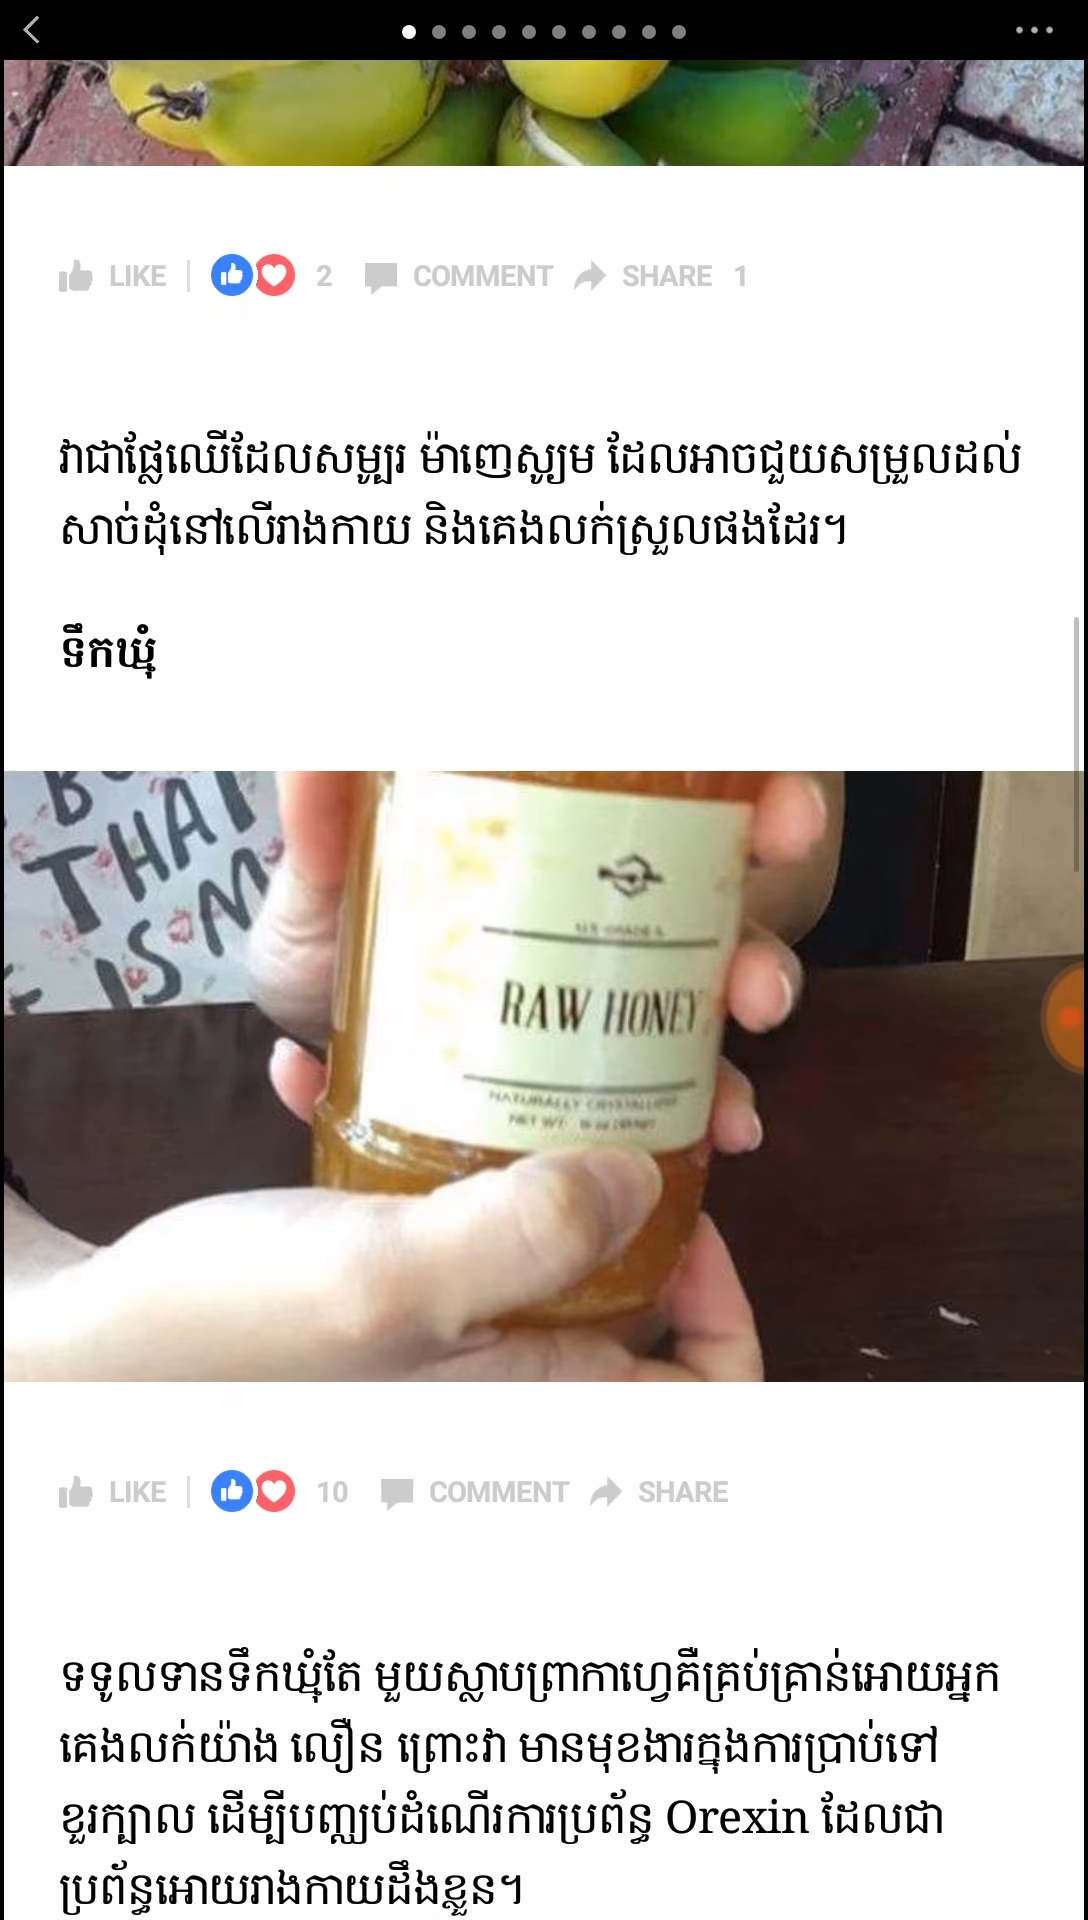 LIKE 2 COMMENT SHARE 1
វាជាផ្លែឈើដែលសម្បូរ ម៉ាញេស្យូម ដែលអាចជួយសម្រួលដល់
សាច់ដុំនៅលើរាងកាយ និងគេងលក់ស្រួលផងដែរ។
ទឹកឃ្មុំ
THAT
IS
RAW HONEY
NATURALLY CRYSTALLIZED
NET WT.
LIKE 10 COMMENT SHARE
ទទួលទានទឹកឃ្មុំតែ មួយស្លាបព្រាកាហ្វេគឺគ្រប់គ្រាន់អោយអ្នក
គេងលក់យ៉ាង លឿន ព្រោះវា មានមុខងារក្នុងការប្រាប់ទៅ
ខួរក្បាល ដើម្បីបញ្ឈប់ដំណើរការប្រព័ន្ធ Orexin ដែលជា
ប្រព័ន្ធអោយរាងកាយដឹងខ្លួន។